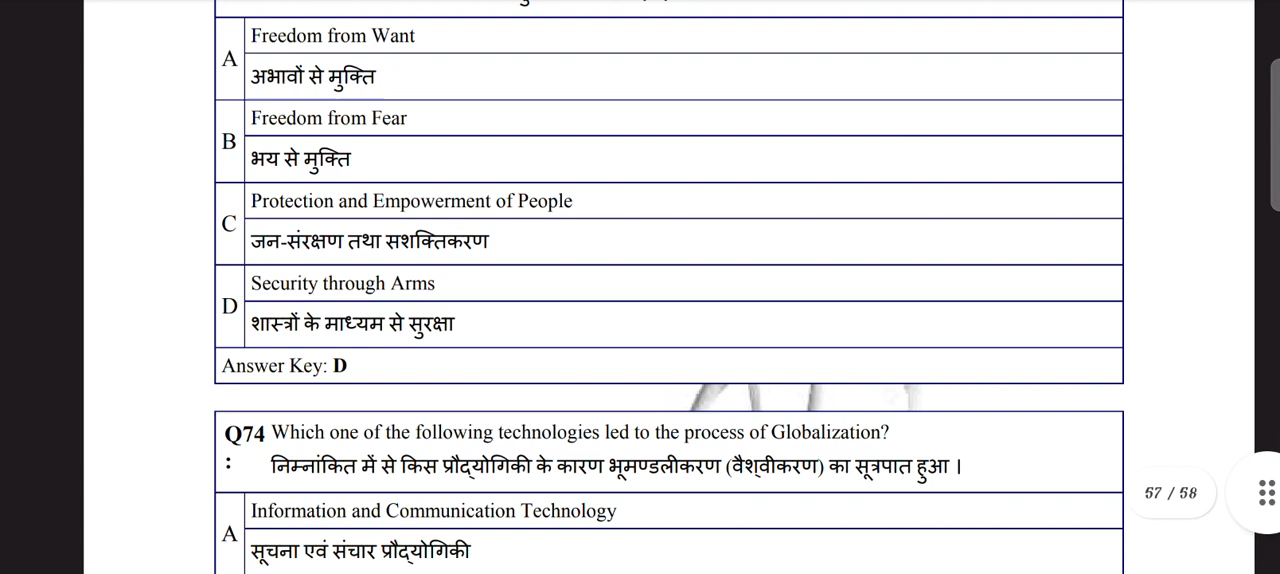 A
Freedom from Want
अभावों से मुक्ति
B
Freedom from Fear
भय से मुक्ति
C
Protection and Empowerment of People
जन-संरक्षण तथा सशक्तिकरण
D
Security through Arms
शास्त्रों के माध्यम से सुरक्षा
Answer Key: D
Q74 Which one of the following technologies led to the process of Globalization?
: निम्नांकित में से किस प्रौद्योगिकी के कारण भूमण्डलीकरण (वैश्वीकरण) का सूत्रपात हुआ ।
57 / 58
A
Information and Communication Technology
सूचना एवं संचार प्रौद्योगिकी